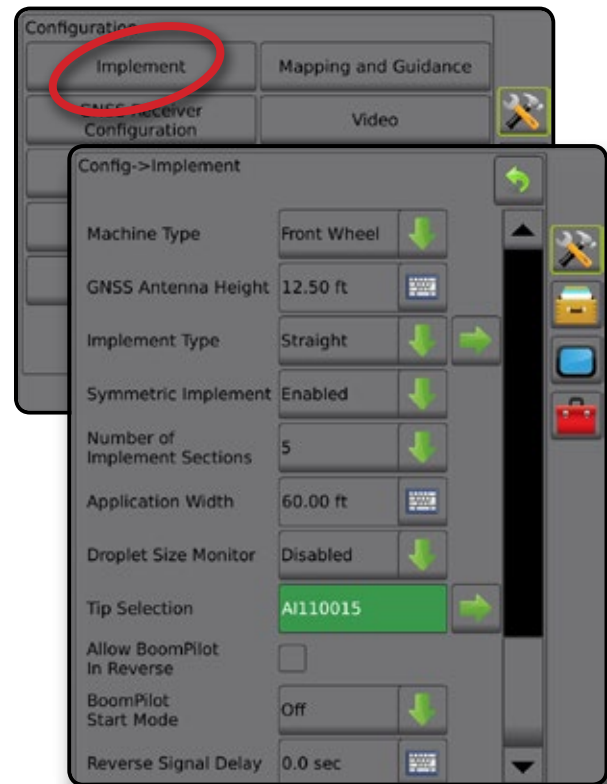 Configuration
Implement
Mapping and Guidance
GNSS Receiver
Configuration
Video
Config->Implement
Machine Type
Front Wheel
GNSS Antenna Height
12.50 ft
Implement Type
Straight
Symmetric Implement
Enabled
Number of
Implement Sections
5
Application Width
60.00 ft
Droplet Size Monitor
Disabled
Tip Selection
AI110015
Allow BoomPilot
In Reverse
BoomPilot
Start Mode
Off
Reverse Signal Delay
0.0 sec